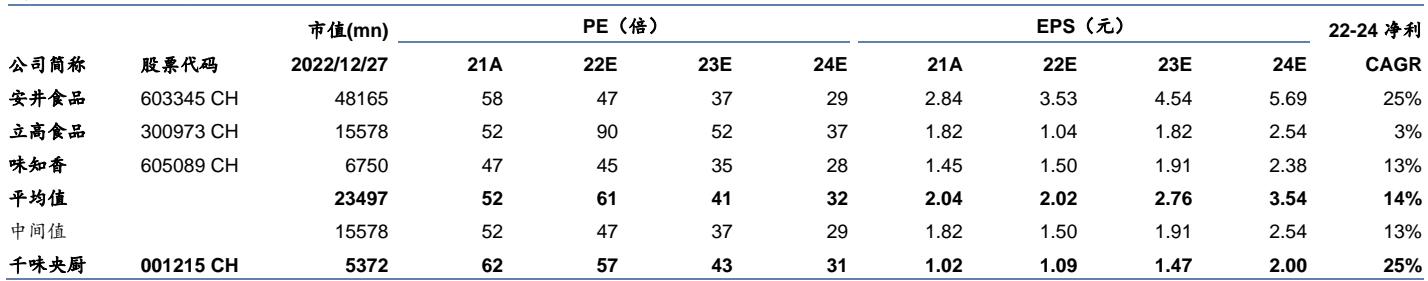 市值(mn) PE（倍） EPS（元） 22-24 净利
公司简称 股票代码 2022/12/27 21A 22E 23E 24E 21A 22E 23E 24E CAGR
安井食品 603345 CH 48165 58 47 37 29 2.84 3.53 4.54 5.69 25%
立高食品 300973 CH 15578 52 90 52 37 1.82 1.04 1.82 2.54 3%
味知香 605089 CH 6750 47 45 35 28 1.45 1.50 1.91 2.38 13%
平均值 23497 52 61 41 32 2.04 2.02 2.76 3.54 14%
中间值 15578 52 47 37 29 1.82 1.50 1.91 2.54 13%
千味央厨 001215 CH 5372 62 57 43 31 1.02 1.09 1.47 2.00 25%